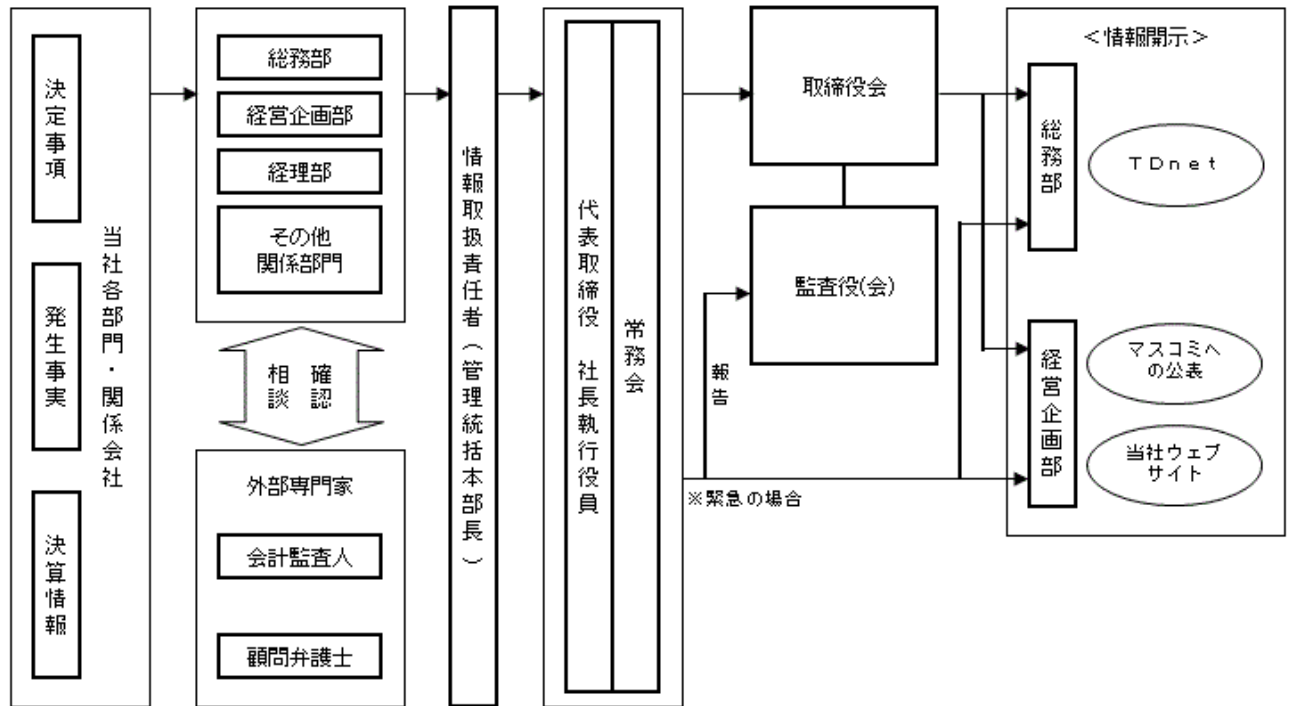 決定事項
発生事実
決算情報
当社各部門・関係会社
総務部
経営企画部
経理部
その他
関係部門
相談
確認
外部専門家
会計監査人
顧問弁護士
情報取扱責任者(管理統括本部長)
代表取締役 社長執行役員
常務会
取締役会
監査役(会)
報告
※緊急の場合
＜情報開示＞
総務部
TDnet
経営企画部
マスコミへ
の公表
当社ウェブ
サイト